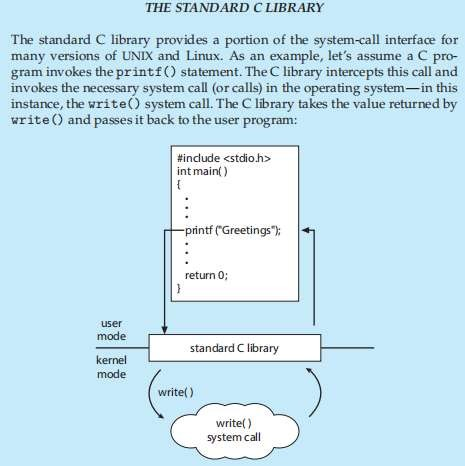 THE STANDARD C LIBRARY
The standard C library provides a portion of the system-call interface for
many versions of UNIX and Linux. As an example, let's assume a C pro-
gram invokes the printf() statement. The C library intercepts this call and
invokes the necessary system call (or calls) in the operating system—in this
instance, the write() system call. The C library takes the value returned by
write() and passes it back to the user program:
#include <stdio.h>
int main( )
{
•
•
•
printf ("Greetings");
•
•
•
return 0;
}
user
mode
standard C library
kernel
mode
write( )
write( )
system call